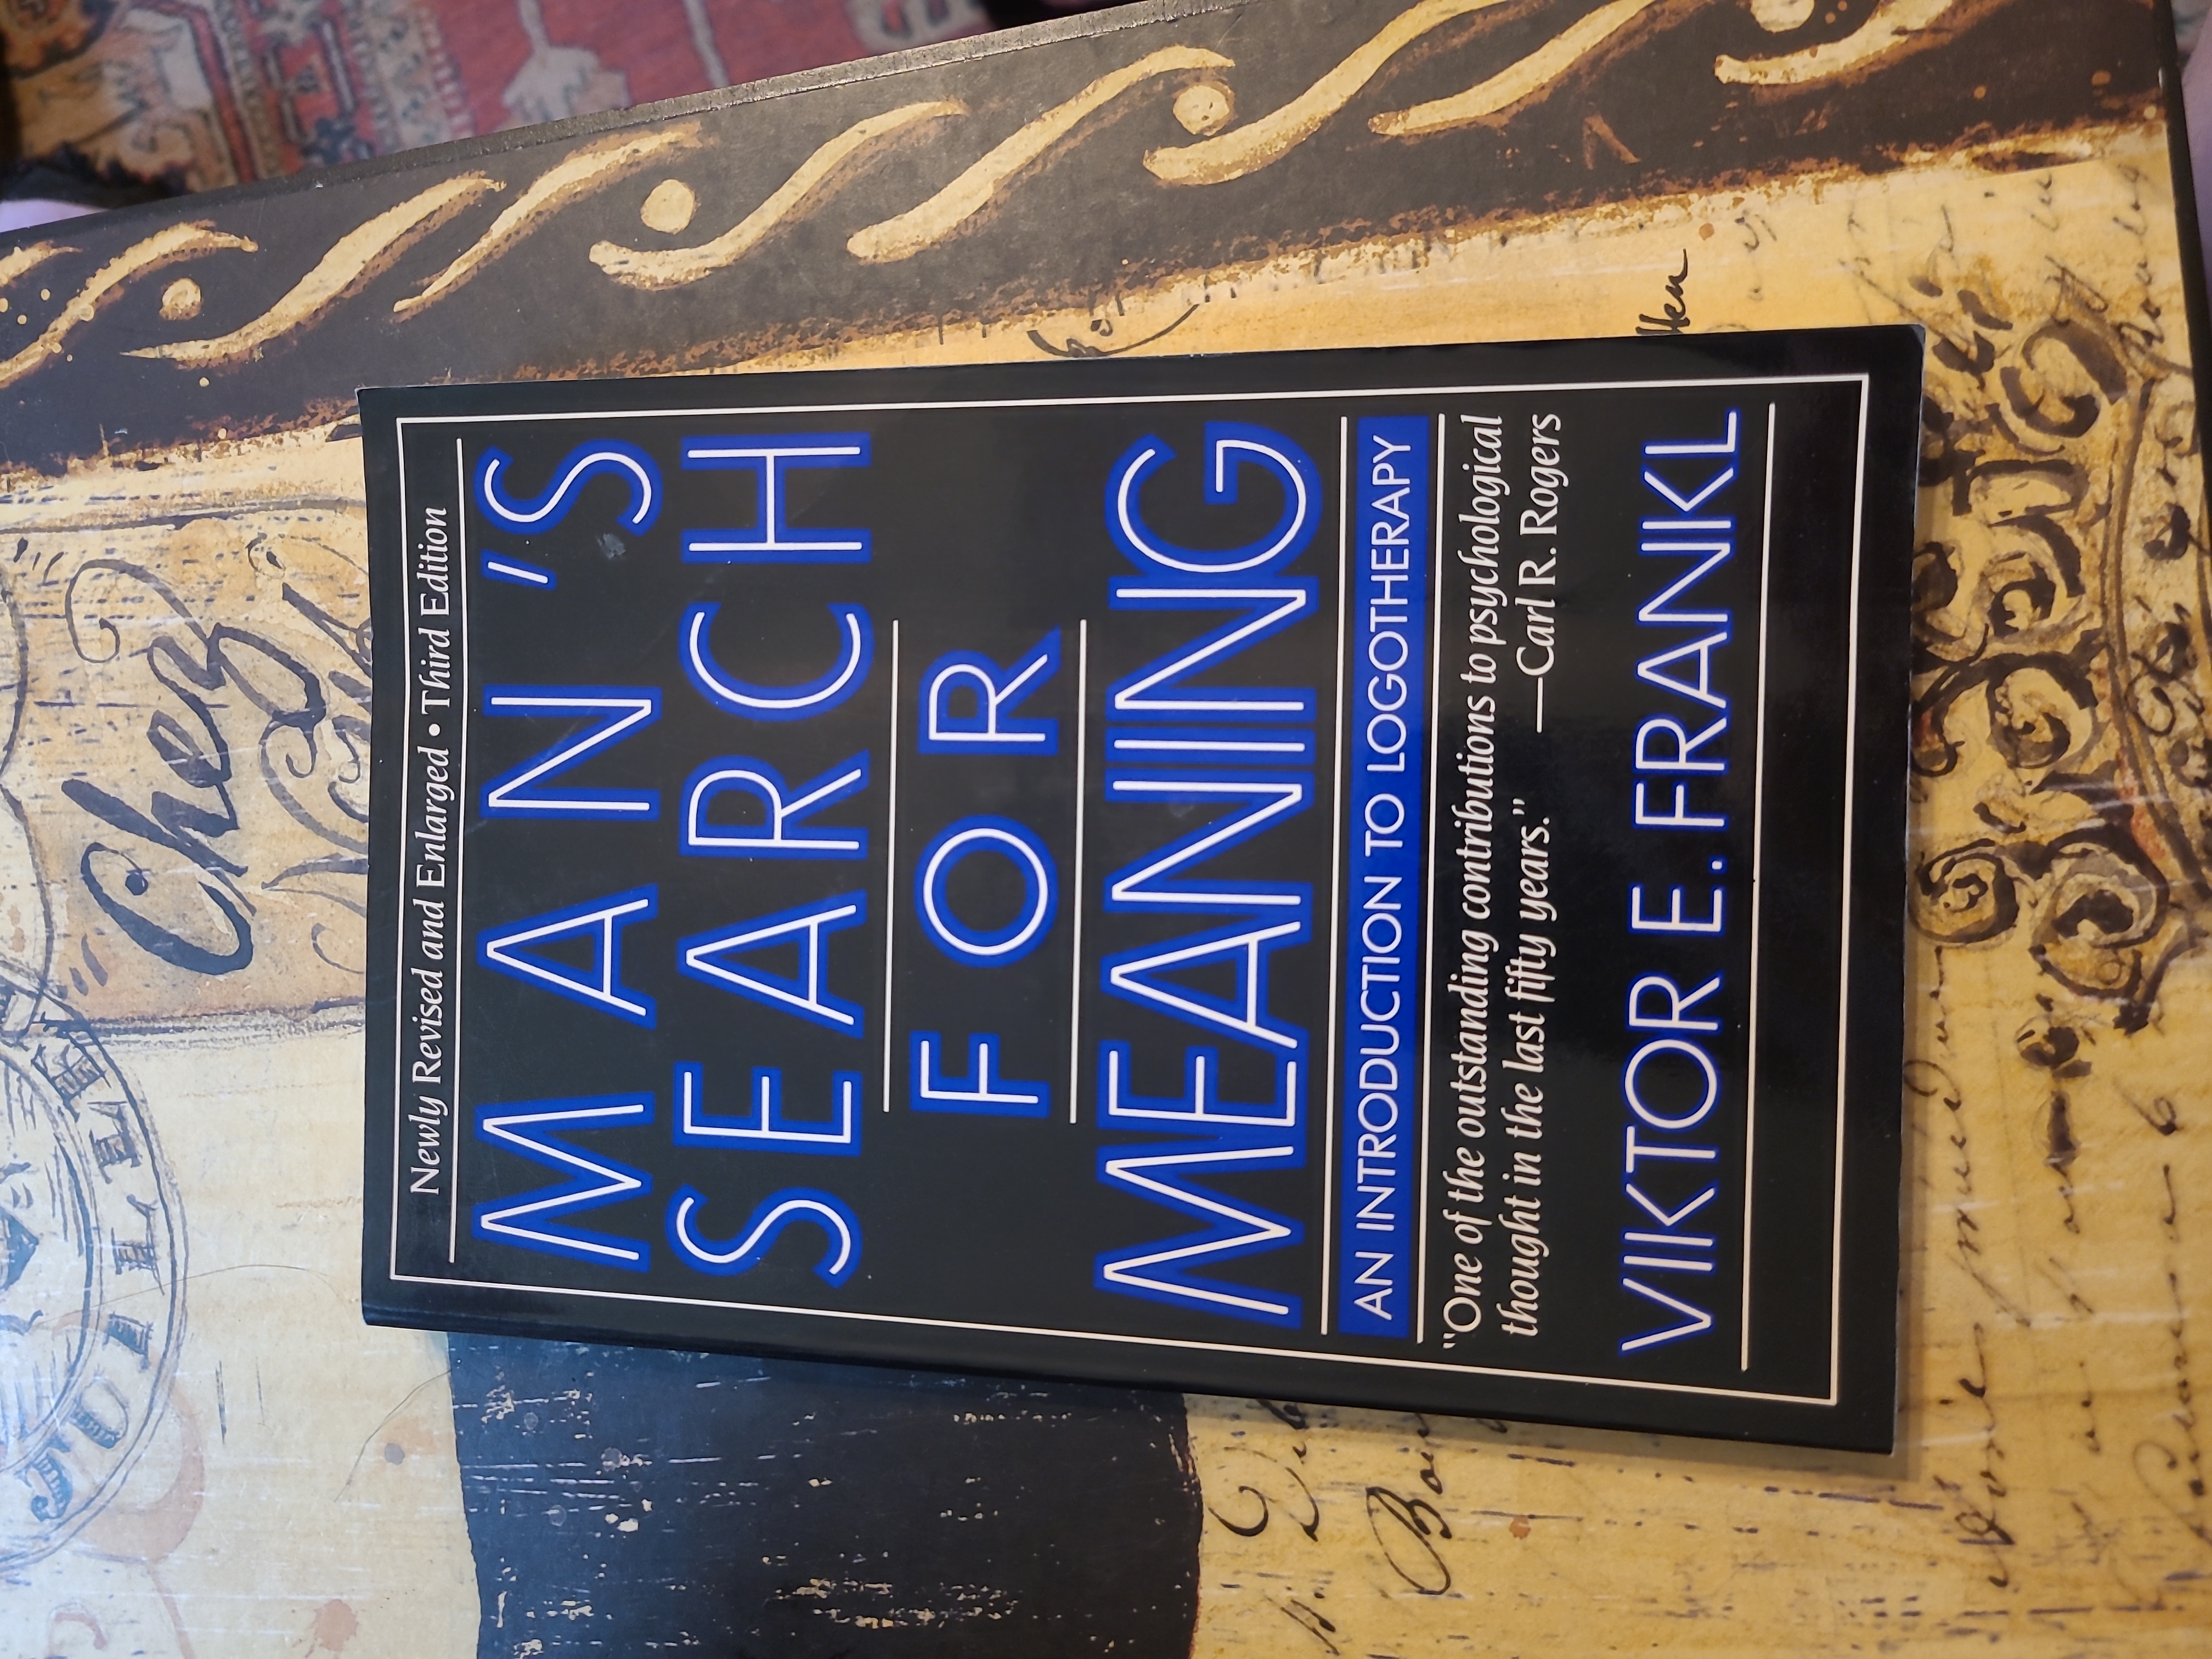 Newly Revised and Enlarged • Third Edition
MAN'S
SEARCH
FOR
MEANING
AN INTRODUCTION TO LOGOTHERAPY
"One of the outstanding contributions to psychological
thought in the last fifty years."
—Carl R. Rogers
VIKTOR E. FRANKL
Chez